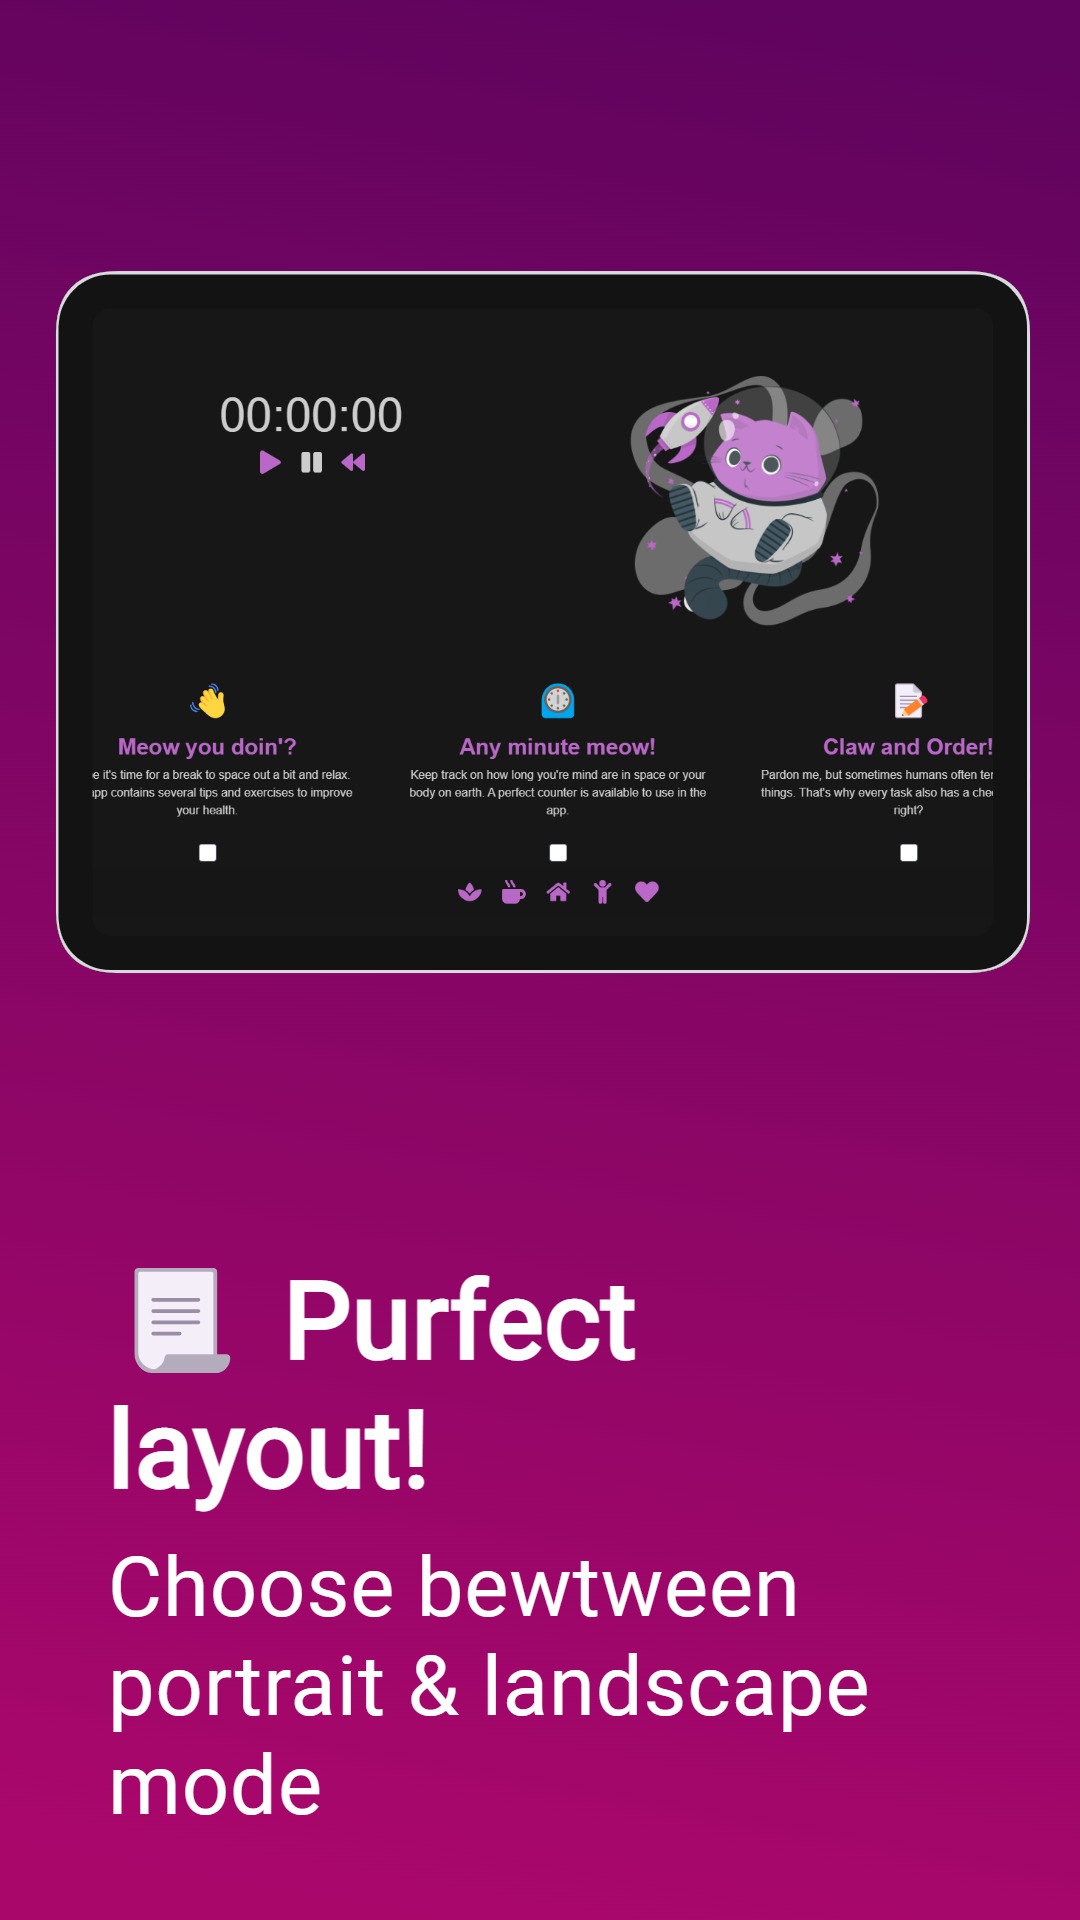 00:00:00
Meow you doin'?
e it's time for a break to space out a bit and relax.
app contains several tips and exercises to improve
your health.
Any minute meow!
Keep track on how long you're mind are in space or your
body on earth. A perfect counter is available to use in the
app.
Claw and Order!
Pardon me, but sometimes humans often
things. That's why every task also has a
right?
Purfect
layout!
Choose bewtween
portrait & landscape
mode